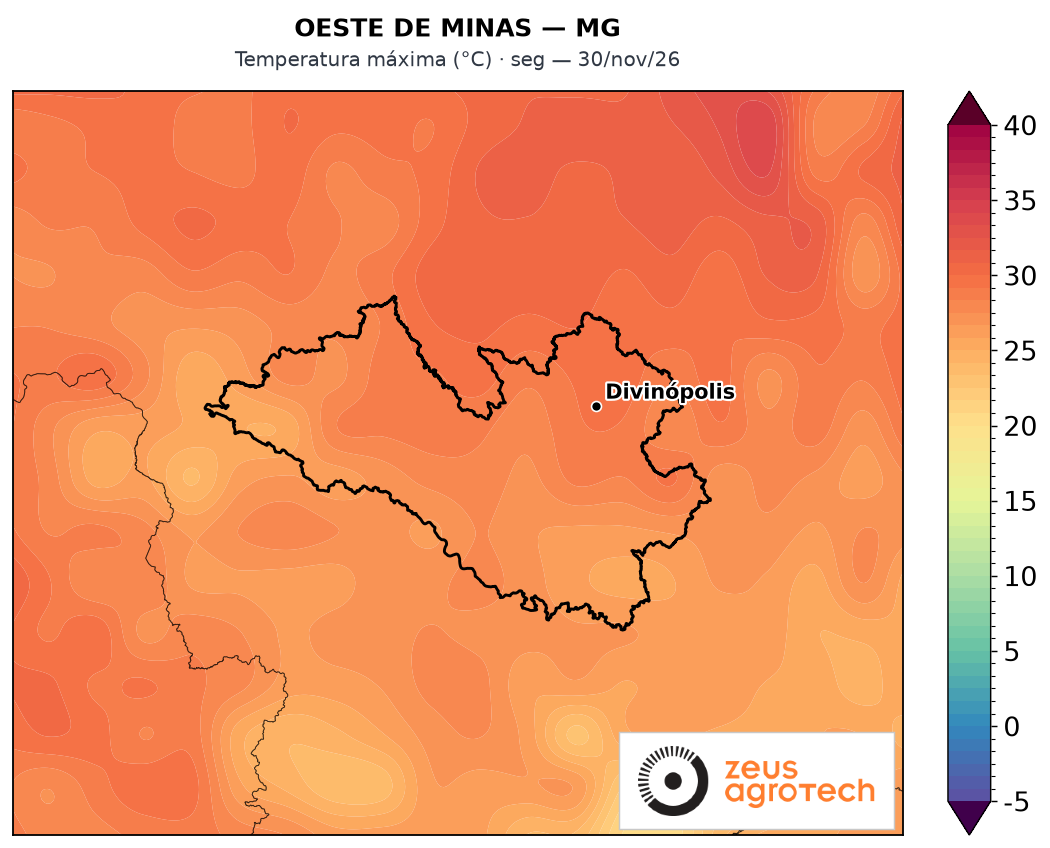 OESTE DE MINAS — MG
Temperatura máxima (°C) · seg — 30/nov/26
Divinópolis
40
35
30
25
20
15
10
5
0
-5
zeus
agrotech